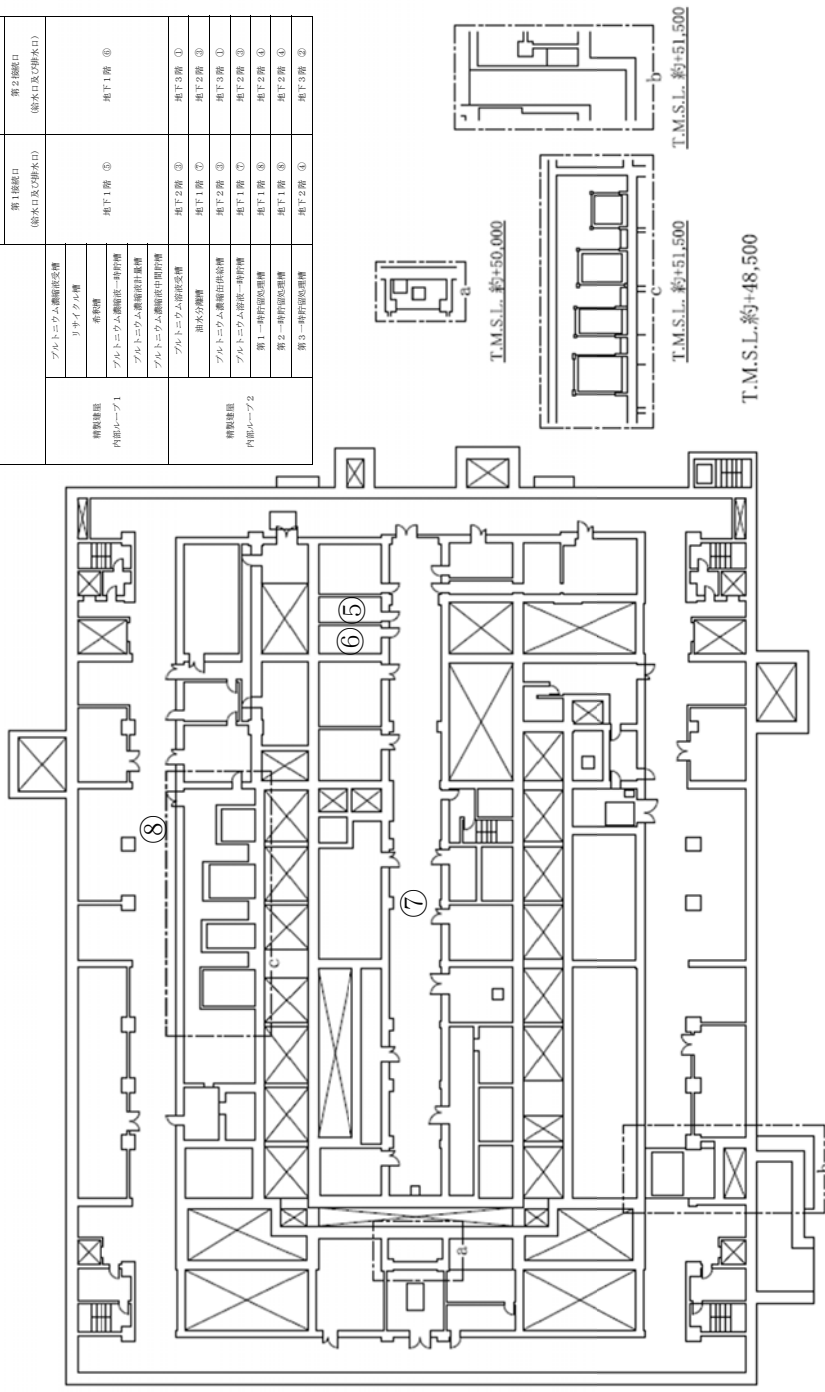 第1接続口
(給水口及び排水口)
第2接続口
(給水口及び排水口)
精製建屋
内部ループ1
プルトニウム濃縮液受槽
リサイクル槽
希釈槽
プルトニウム濃縮液一時貯槽
プルトニウム濃縮液計量槽
プルトニウム濃縮液中間貯槽
地下1階 ⑤
地下1階 ⑥
精製建屋
内部ループ2
プルトニウム溶液受槽 地下2階 ③ 地下3階 ①
油水分離槽 地下1階 ⑦ 地下2階 ③
プルトニウム濃縮缶供給槽 地下2階 ③ 地下3階 ①
プルトニウム溶液一時貯槽 地下1階 ⑦ 地下2階 ③
第1一時貯留処理槽 地下1階 ⑧ 地下2階 ④
第2一時貯留処理槽 地下1階 ⑧ 地下2階 ④
第3一時貯留処理槽 地下2階 ④ 地下3階 ②
a
T.M.S.L. 約+50,000
b
T.M.S.L. 約+51,500
c
T.M.S.L. 約+51,500
T.M.S.L.約+48,500
⑤
⑥
⑧
⑦
c
a
b